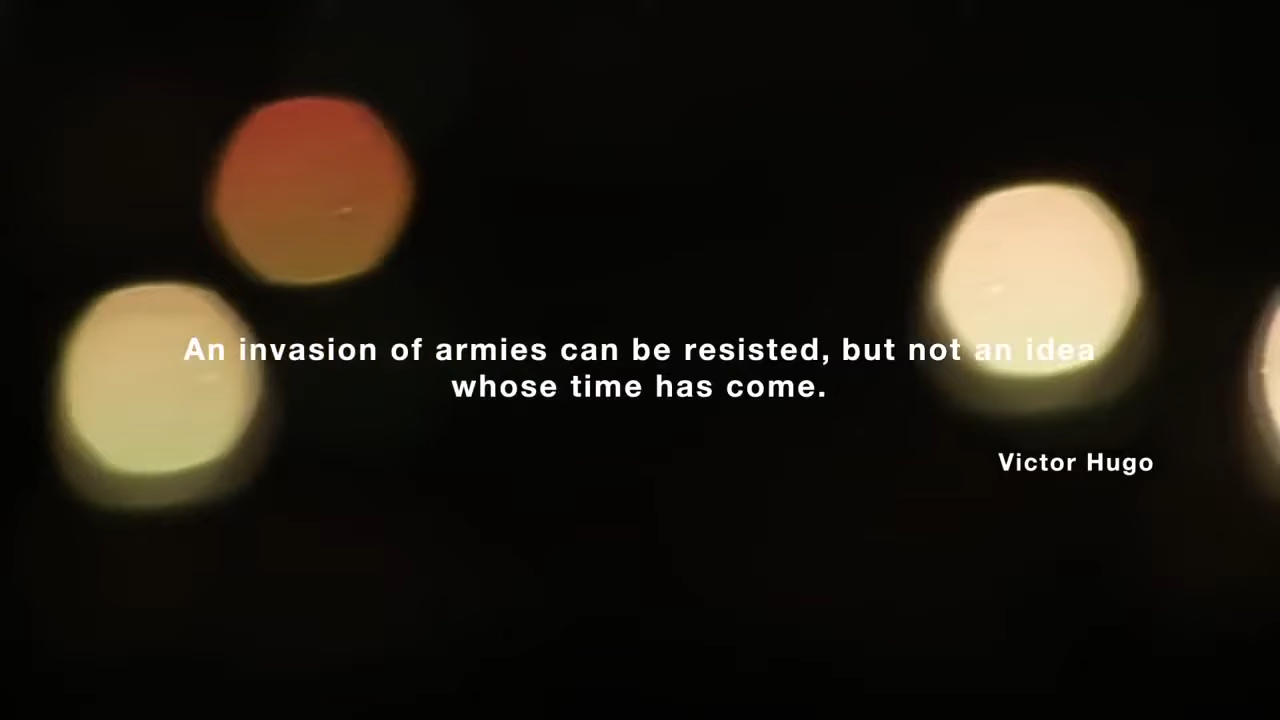 An invasion of armies can be resisted, but not an idea
whose time has come.
Victor Hugo